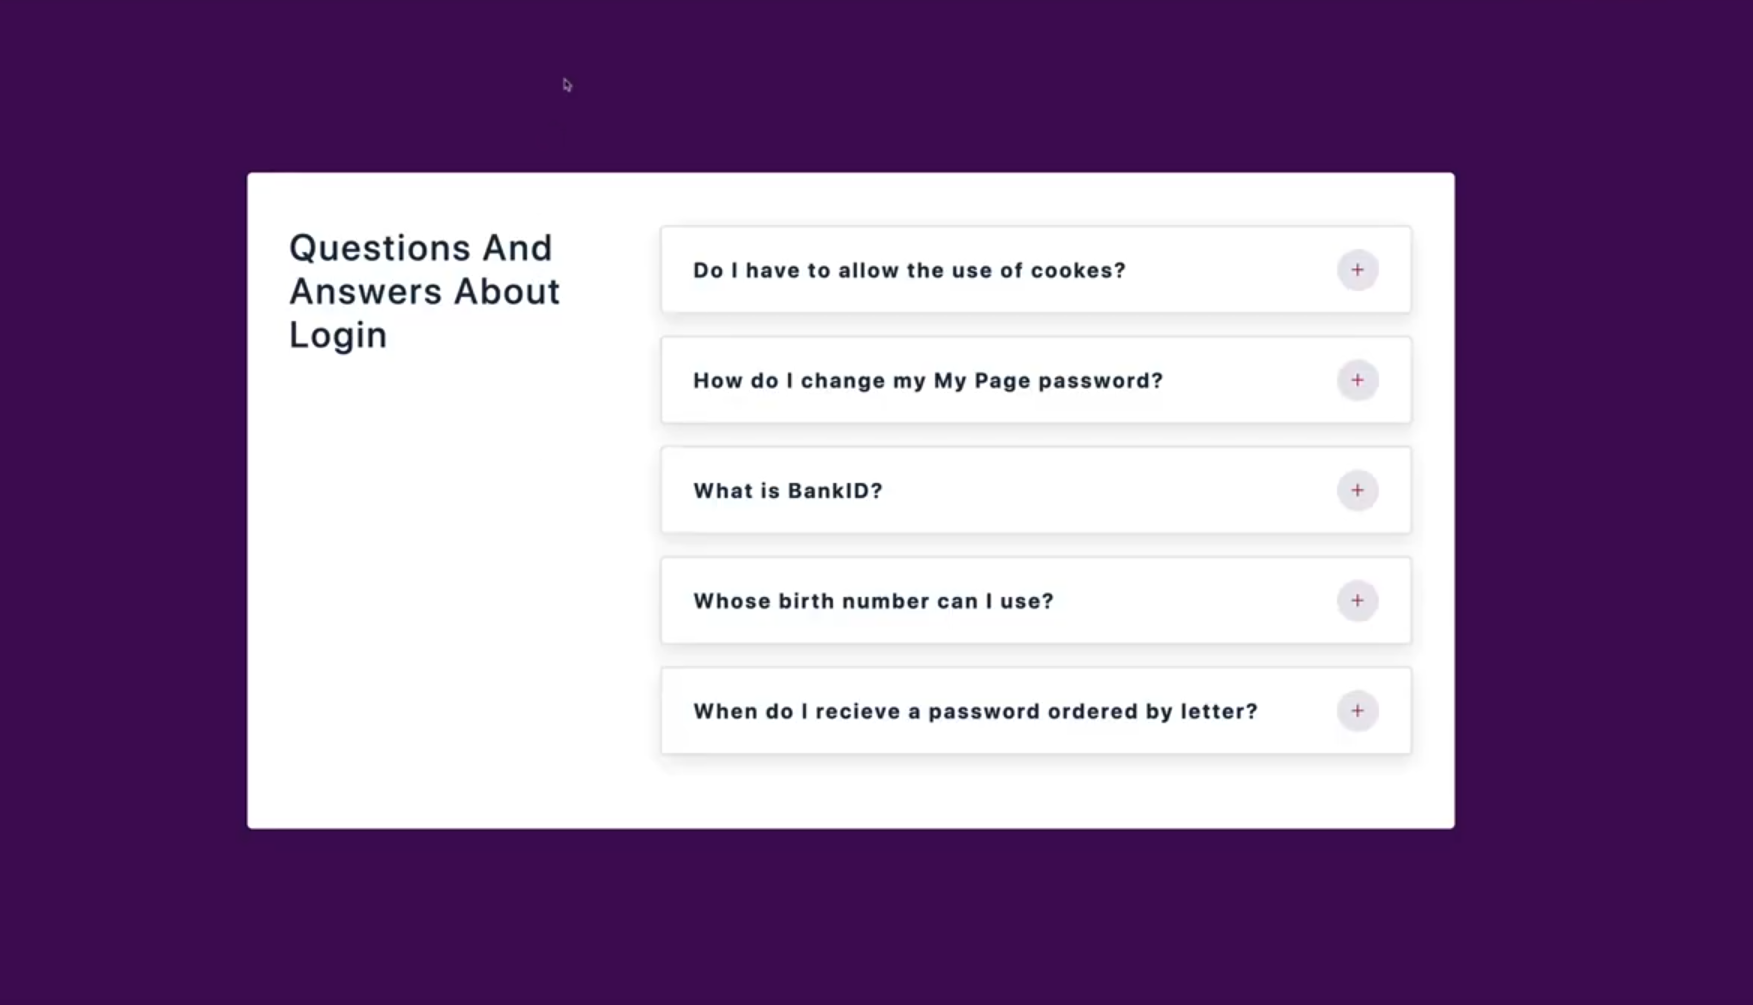 Questions And
Answers About
Login
Do I have to allow the use of cookes?
How do I change my My Page password?
What is BankID?
Whose birth number can I use?
When do I recieve a password ordered by letter?